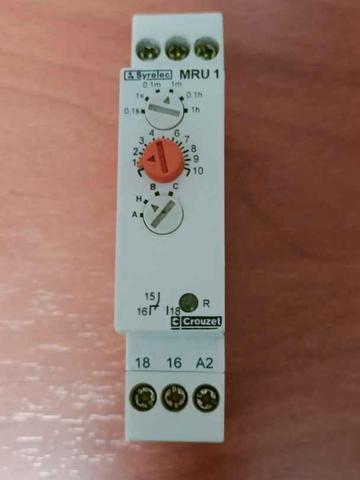 Syrelec MRU 1
0.1m 1m
1s 0.1h
0.1s 1h
4 6
3 7
2 8
1 9
10
B C
H
A
15
16 18 R
Crouzet
18 16 A2